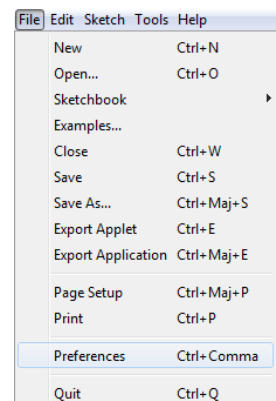 File Edit Sketch Tools Help
New Ctrl+N
Open... Ctrl+O
Sketchbook
Examples...
Close Ctrl+W
Save Ctrl+S
Save As... Ctrl+Maj+S
Export Applet Ctrl+E
Export Application Ctrl+Maj+E
Page Setup Ctrl+Maj+P
Print Ctrl+P
Preferences Ctrl+Comma
Quit Ctrl+Q